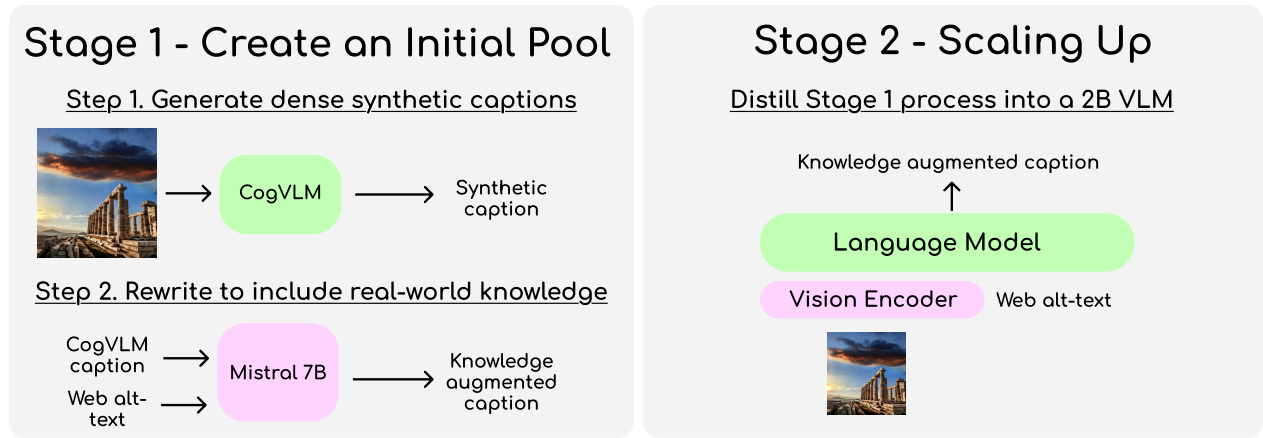 Stage 1 - Create an Initial Pool
Step 1. Generate dense synthetic captions
CogVLM
Synthetic
caption
Step 2. Rewrite to include real-world knowledge
CogVLM
caption
Web alt-
text
Mistral 7B
Knowledge
augmented
caption
Stage 2 - Scaling Up
Distill Stage 1 process into a 2B VLM
Knowledge augmented caption
Language Model
Vision Encoder
Web alt-text